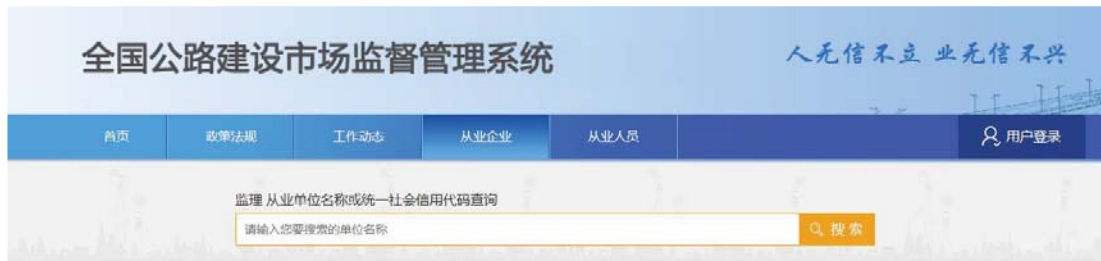 全国公路建设市场监督管理系统
人无信不立 业无信不兴
首页 政策法规 工作动态 从业企业 从业人员 用户登录
监理 从业单位名称或统一社会信用代码查询
请输入您要搜索的单位名称 搜索